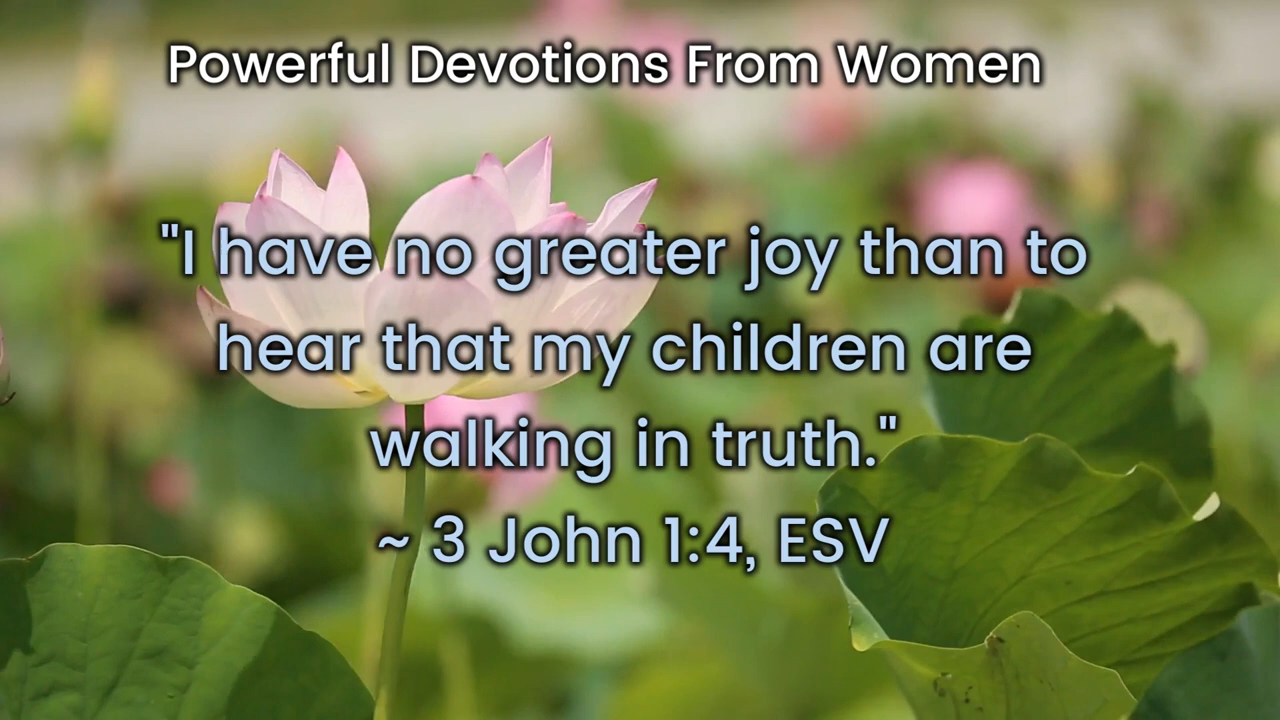 Powerful Devotions From Women
"I have no greater joy than to
hear that my children are
walking in truth."
~ 3 John 1:4, ESV